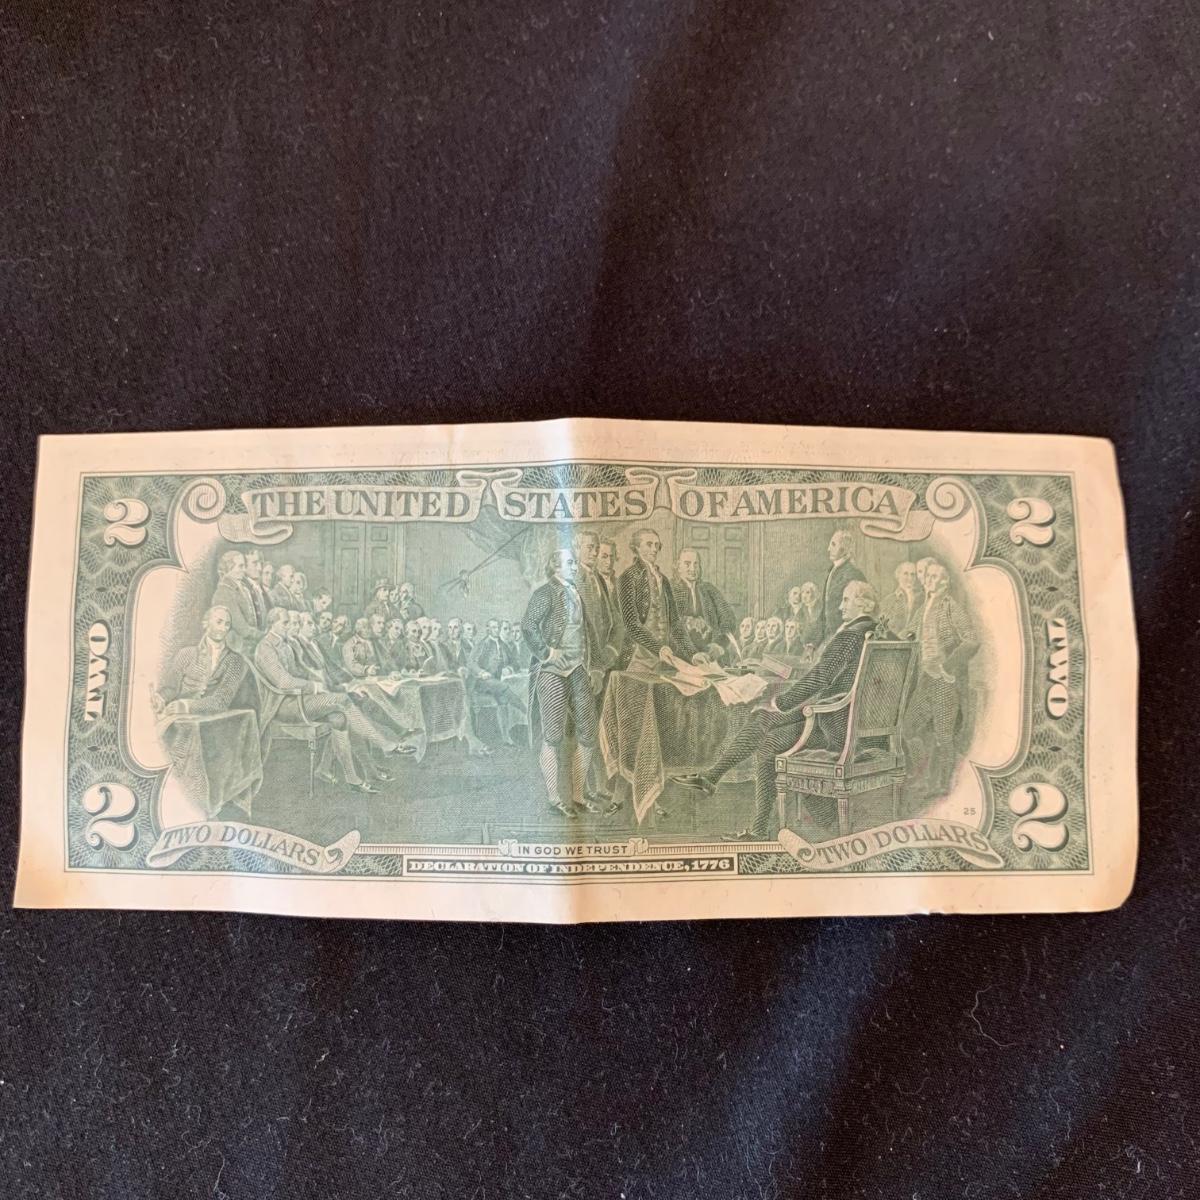 2 THE UNITED STATES OF AMERICA 2
TWO TWO
25
2 TWO DOLLARS IN GOD WE TRUST TWO DOLLARS 2
DECLARATION OF INDEPENDENCE, 1776